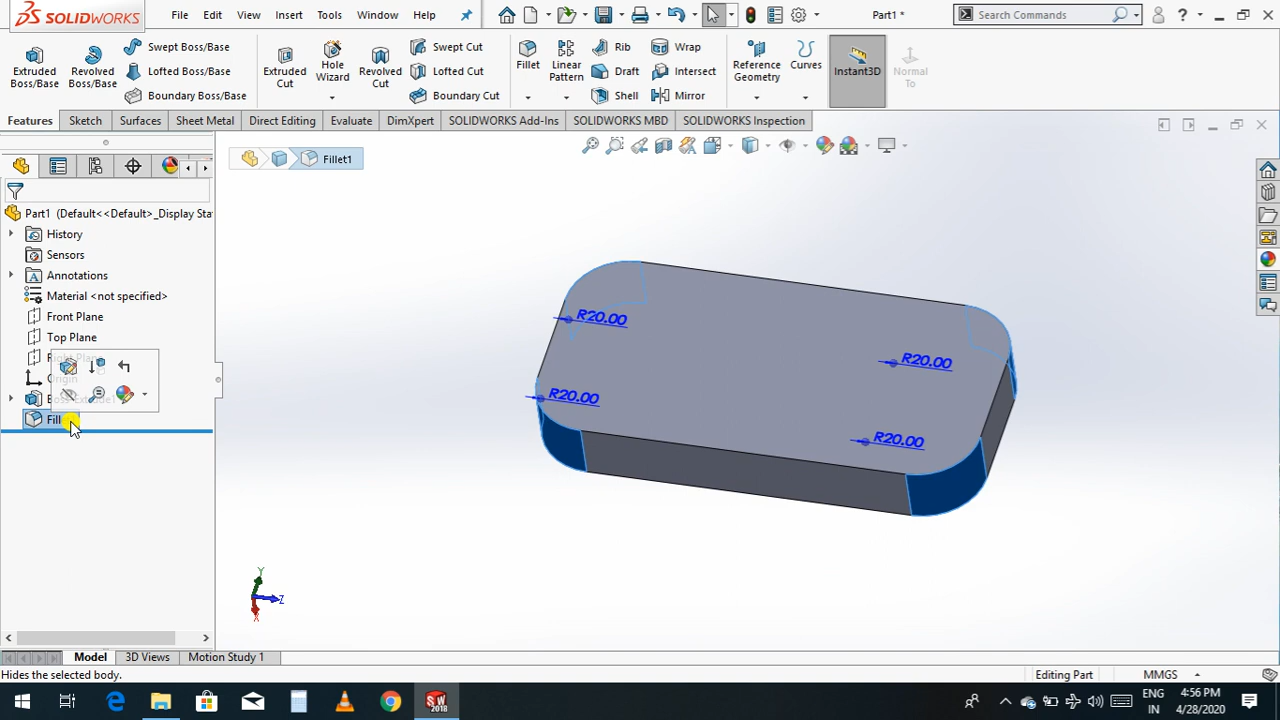 SOLIDWORKS
File Edit View Insert Tools Window Help
Part1 *
Search Commands
?
Extruded Boss/Base
Revolved Boss/Base
Swept Boss/Base
Lofted Boss/Base
Boundary Boss/Base
Extruded Cut
Hole Wizard
Revolved Cut
Swept Cut
Lofted Cut
Boundary Cut
Fillet
Linear Pattern
Rib
Draft
Shell
Wrap
Intersect
Mirror
Reference Geometry
Curves
Instant3D
Normal To
Features Sketch Surfaces Sheet Metal Direct Editing Evaluate DimXpert SOLIDWORKS Add-Ins SOLIDWORKS MBD SOLIDWORKS Inspection
Fillet1
Part1 (Default<<Default>_Display Sta
History
Sensors
Annotations
Material <not specified>
Front Plane
Top Plane
Fill
R20.00
R20.00
R20.00
R20.00
Y
Z
X
Model 3D Views Motion Study 1
Hides the selected body.
Editing Part
MMGS
SW 2018
ENG IN
4:56 PM
4/28/2020